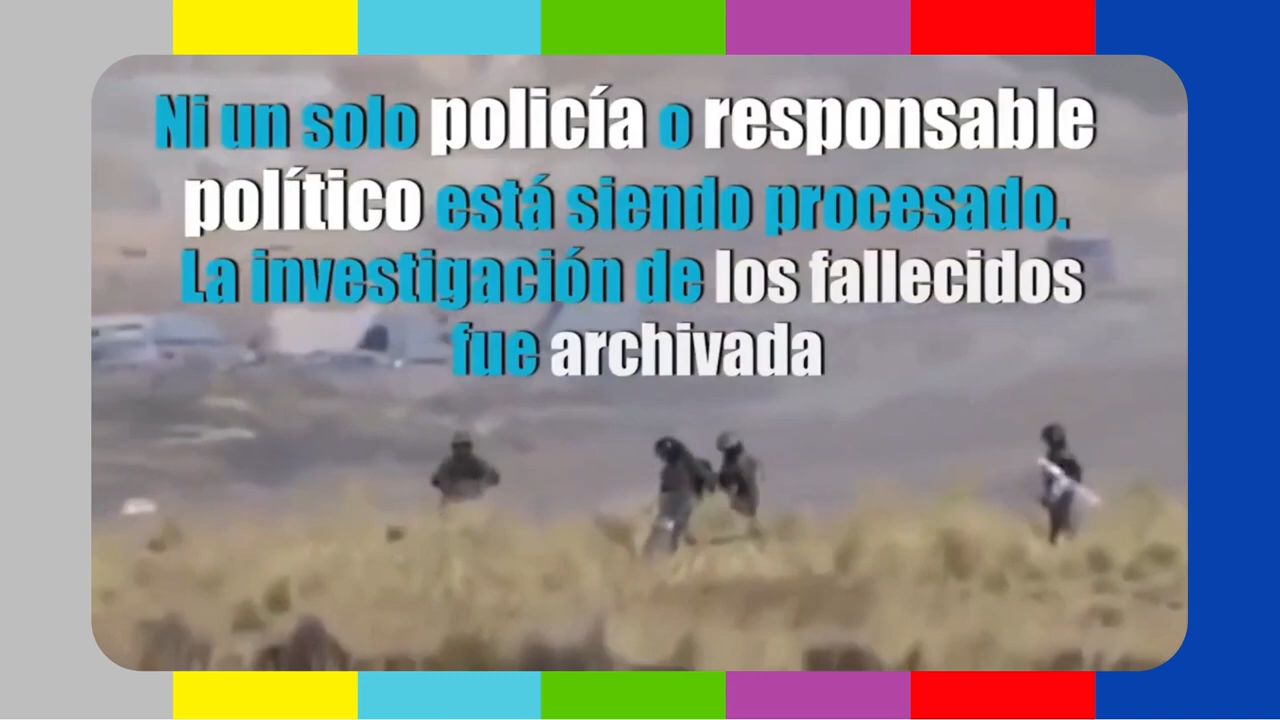 Ni un solo policía o responsable
político está siendo procesado.
La investigación de los fallecidos
fue archivada